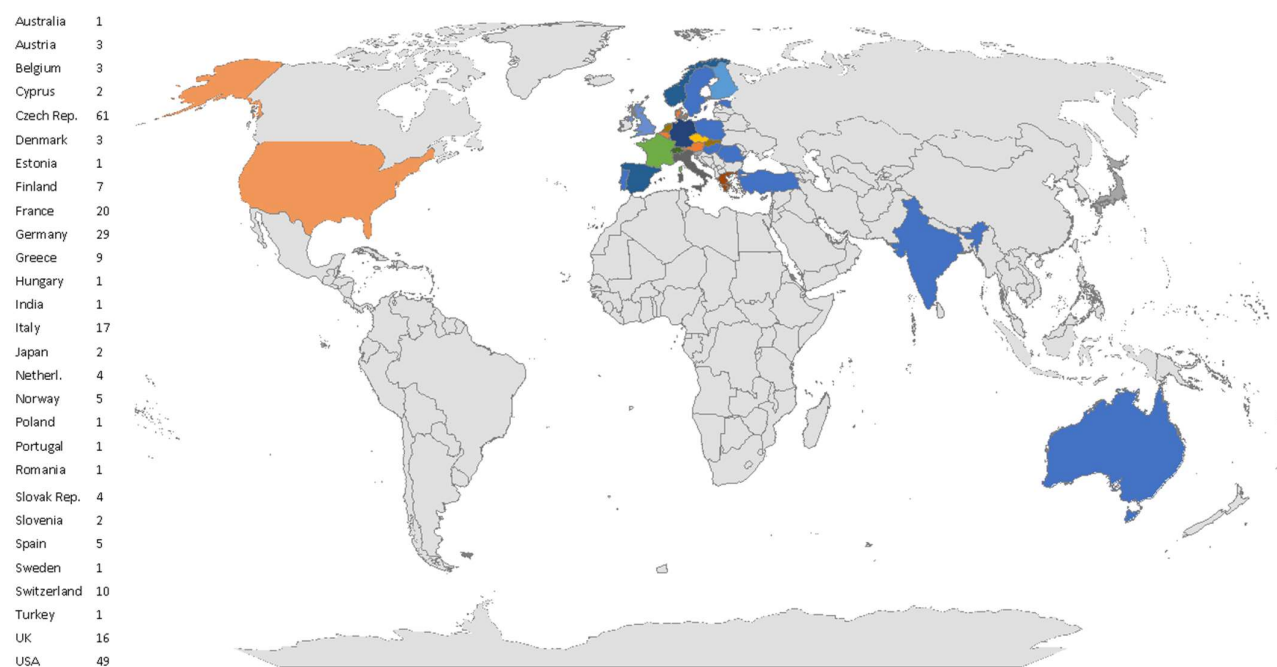 Australia 1
Austria 3
Belgium 3
Cyprus 2
Czech Rep. 61
Denmark 3
Estonia 1
Finland 7
France 20
Germany 29
Greece 9
Hungary 1
India 1
Italy 17
Japan 2
Netherl. 4
Norway 5
Poland 1
Portugal 1
Romania 1
Slovak Rep. 4
Slovenia 2
Spain 5
Sweden 1
Switzerland 10
Turkey 1
UK 16
USA 49